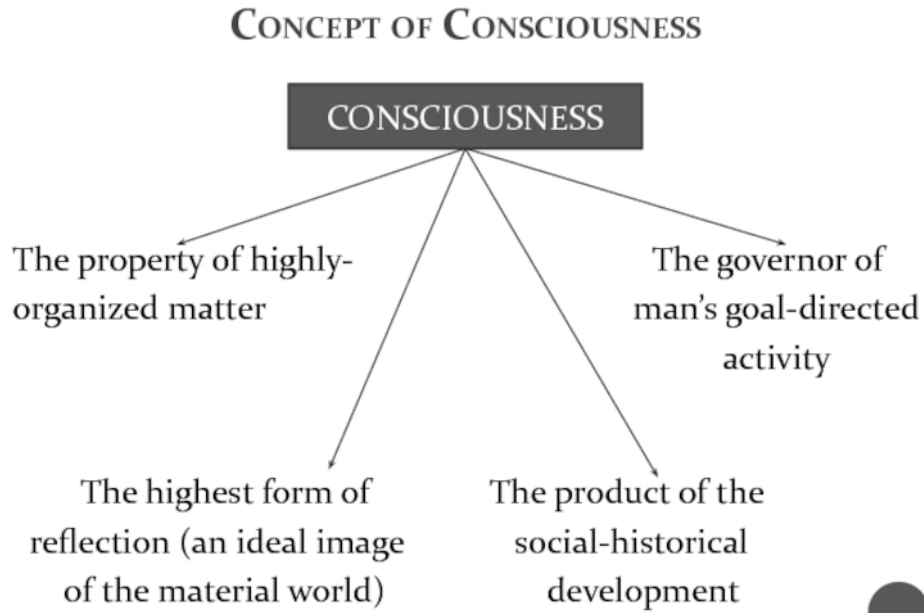 CONCEPT OF CONSCIOUSNESS
CONSCIOUSNESS
The property of highly-
organized matter
The governor of
man's goal-directed
activity
The highest form of
reflection (an ideal image
of the material world)
The product of the
social-historical
development